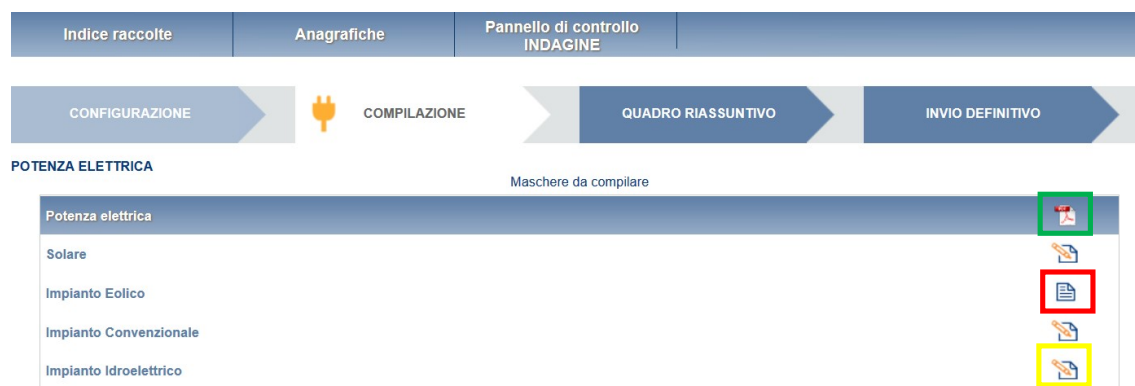 Indice raccolte
Anagrafiche
Pannello di controllo
INDAGINE
CONFIGURAZIONE
COMPILAZIONE
QUADRO RIASSUNTIVO
INVIO DEFINITIVO
POTENZA ELETTRICA
Maschere da compilare
Potenza elettrica
Solare
Impianto Eolico
Impianto Convenzionale
Impianto Idroelettrico